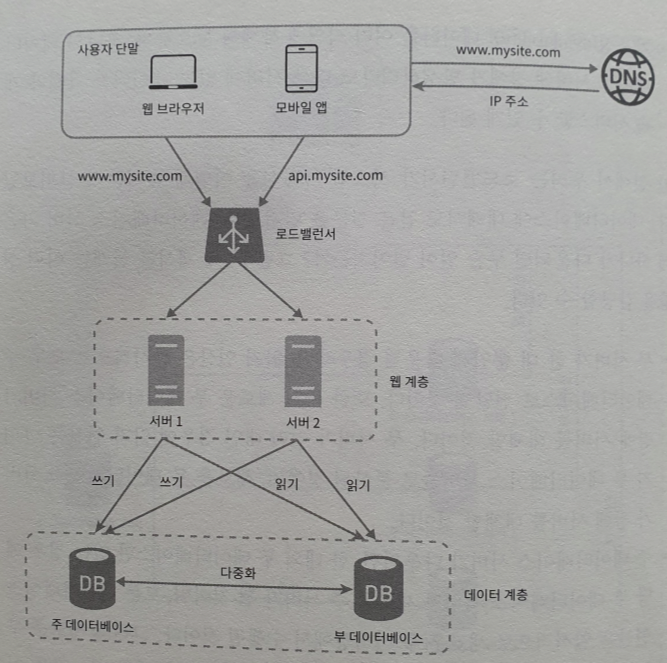 사용자 단말
웹 브라우저
모바일 앱
www.mysite.com
DNS
IP 주소
www.mysite.com
api.mysite.com
로드밸런서
서버 1
서버 2
웹 계층
쓰기
쓰기
읽기
읽기
DB
다중화
DB
데이터 계층
주 데이터베이스
부 데이터베이스